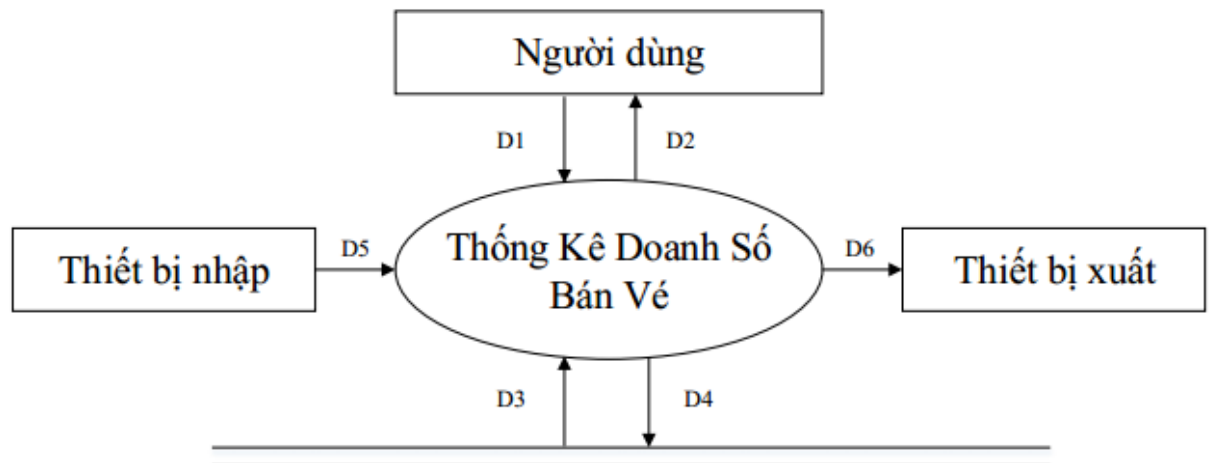 Người dùng
D1
D2
Thiết bị nhập
D5
Thống Kê Doanh Số
Bán Vé
D6
Thiết bị xuất
D3
D4